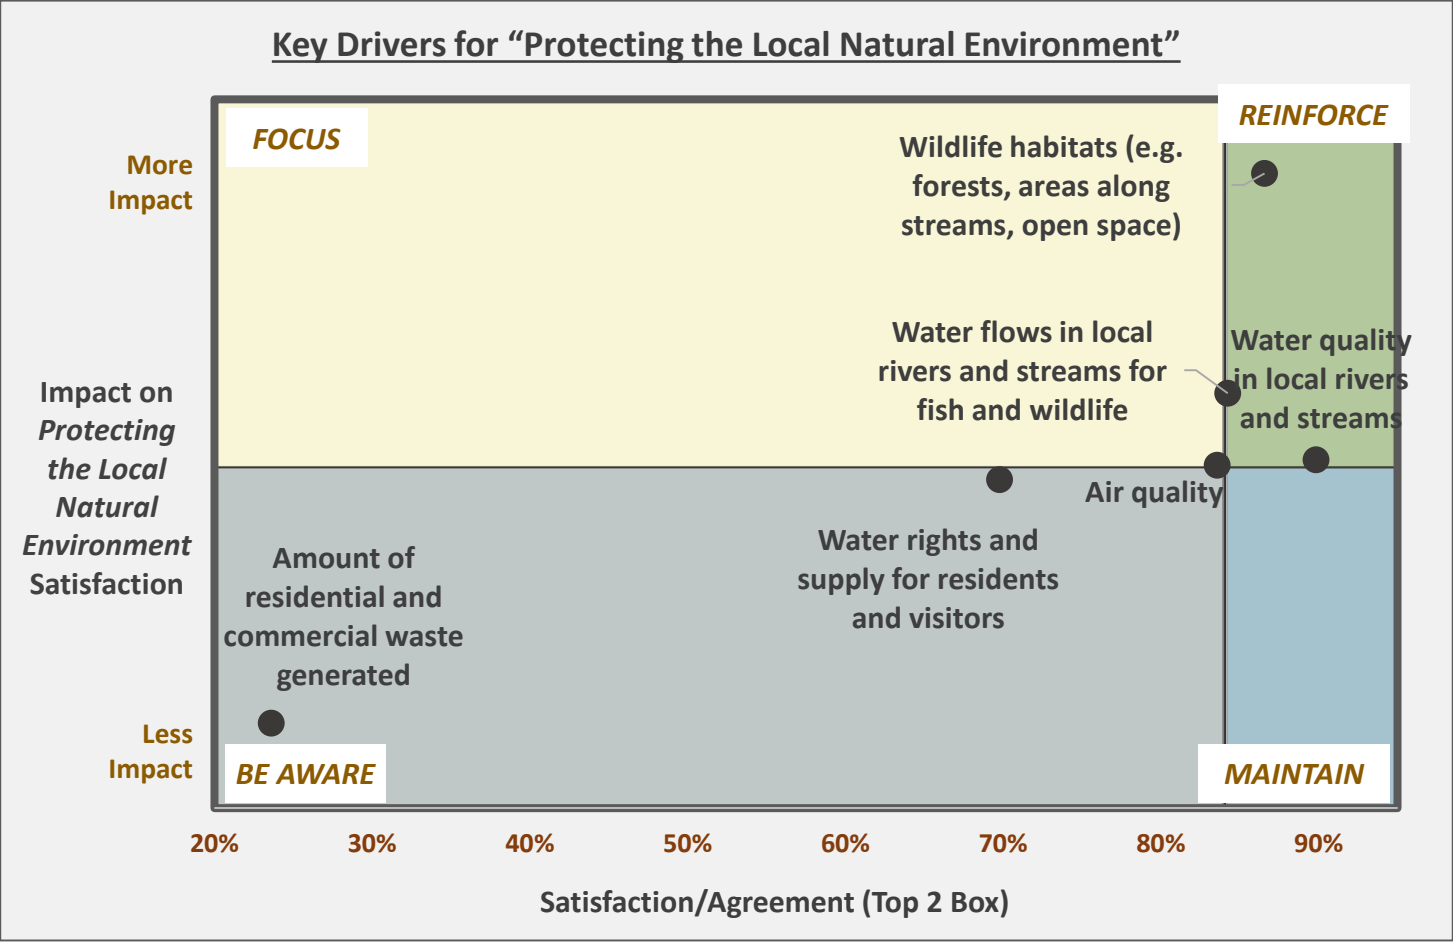 Key Drivers for “Protecting the Local Natural Environment”
FOCUS
REINFORCE
More
Impact
Wildlife habitats (e.g.
forests, areas along
streams, open space)
Water flows in local
rivers and streams for
fish and wildlife
Water quality
in local rivers
and streams
Impact on
Protecting
the Local
Natural
Environment
Satisfaction
Air quality
Water rights and
supply for residents
and visitors
Amount of
residential and
commercial waste
generated
Less
Impact
BE AWARE
MAINTAIN
20% 30% 40% 50% 60% 70% 80% 90%
Satisfaction/Agreement (Top 2 Box)